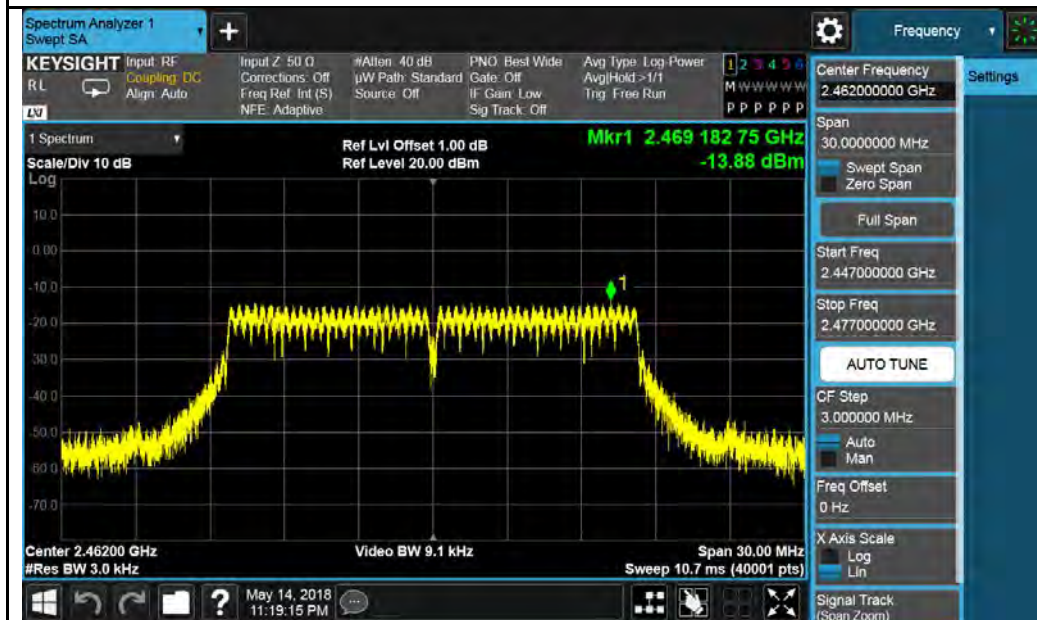 Spectrum Analyzer 1
Swept SA
+
Frequency
KEYSIGHT
RL
LXI
Input: RF
Coupling: DC
Align: Auto
Input Z: 50 Ω
Corrections: Off
Freq Ref: Int (S)
NFE: Adaptive
#Atten: 40 dB
µW Path: Standard
Source: Off
PNO: Best Wide
Gate: Off
IF Gain: Low
Sig Track: Off
Avg Type: Log-Power
Avg|Hold:>1/1
Trig: Free Run
1 2 3 4 5 6
M W W W W W
P P P P P P
1 Spectrum
Scale/Div 10 dB
Log
Ref Lvl Offset 1.00 dB
Ref Level 20.00 dBm
Mkr1 2.469 182 75 GHz
-13.88 dBm
10.0
0.00
-10.0
-20.0
-30.0
-40.0
-50.0
-60.0
-70.0
1
Center 2.46200 GHz
#Res BW 3.0 kHz
Video BW 9.1 kHz
Span 30.00 MHz
Sweep 10.7 ms (40001 pts)
?
May 14, 2018
11:19:15 PM
Center Frequency
2.462000000 GHz
Settings
Span
30.0000000 MHz
Swept Span
Zero Span
Full Span
Start Freq
2.447000000 GHz
Stop Freq
2.477000000 GHz
AUTO TUNE
CF Step
3.000000 MHz
Auto
Man
Freq Offset
0 Hz
X Axis Scale
Log
Lin
Signal Track
(Span Zoom)